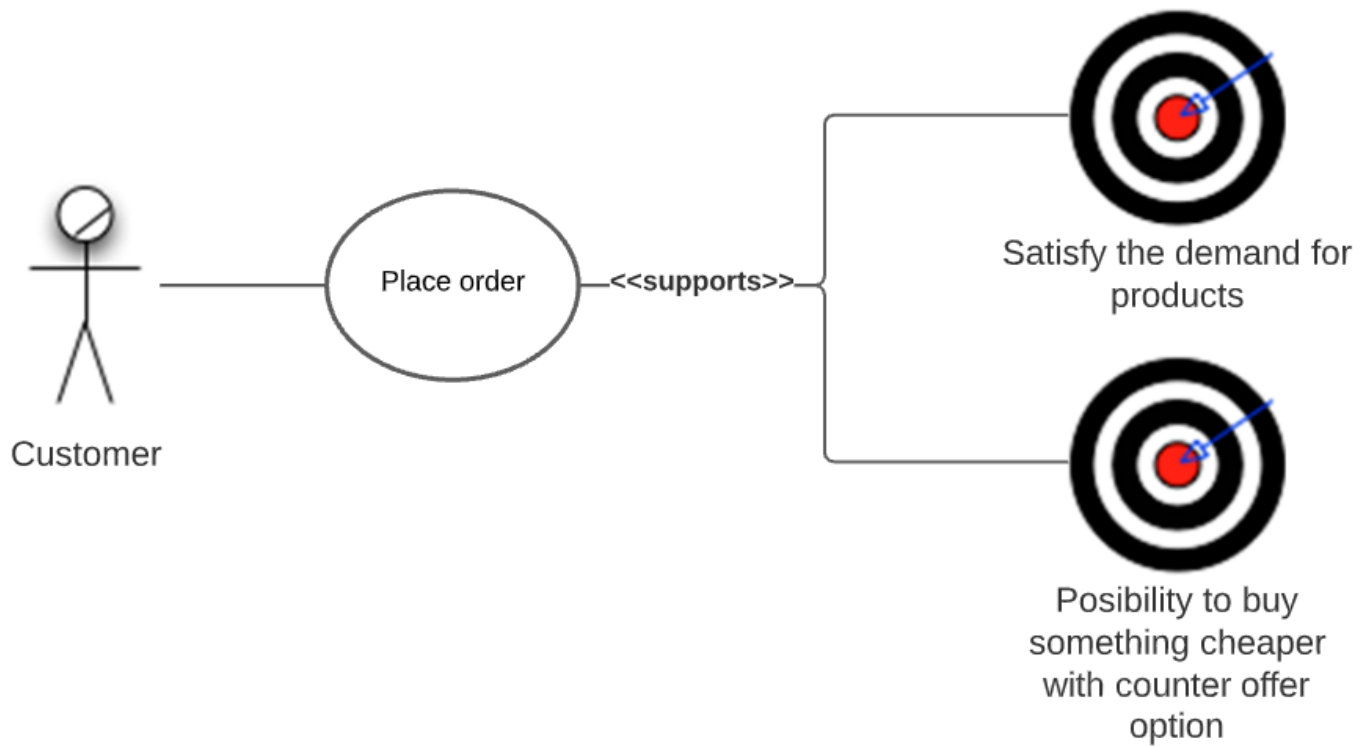 Place order
<<supports>>
Satisfy the demand for
products
Customer
Posibility to buy
something cheaper
with counter offer
option